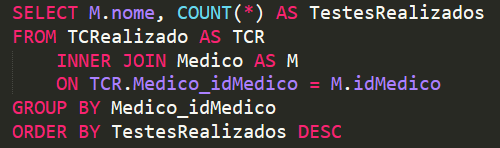 SELECT M.nome, COUNT(*) AS TestesRealizados
FROM TCRealizado AS TCR
INNER JOIN Medico AS M
ON TCR.Medico_idMedico = M.idMedico
GROUP BY Medico_idMedico
ORDER BY TestesRealizados DESC